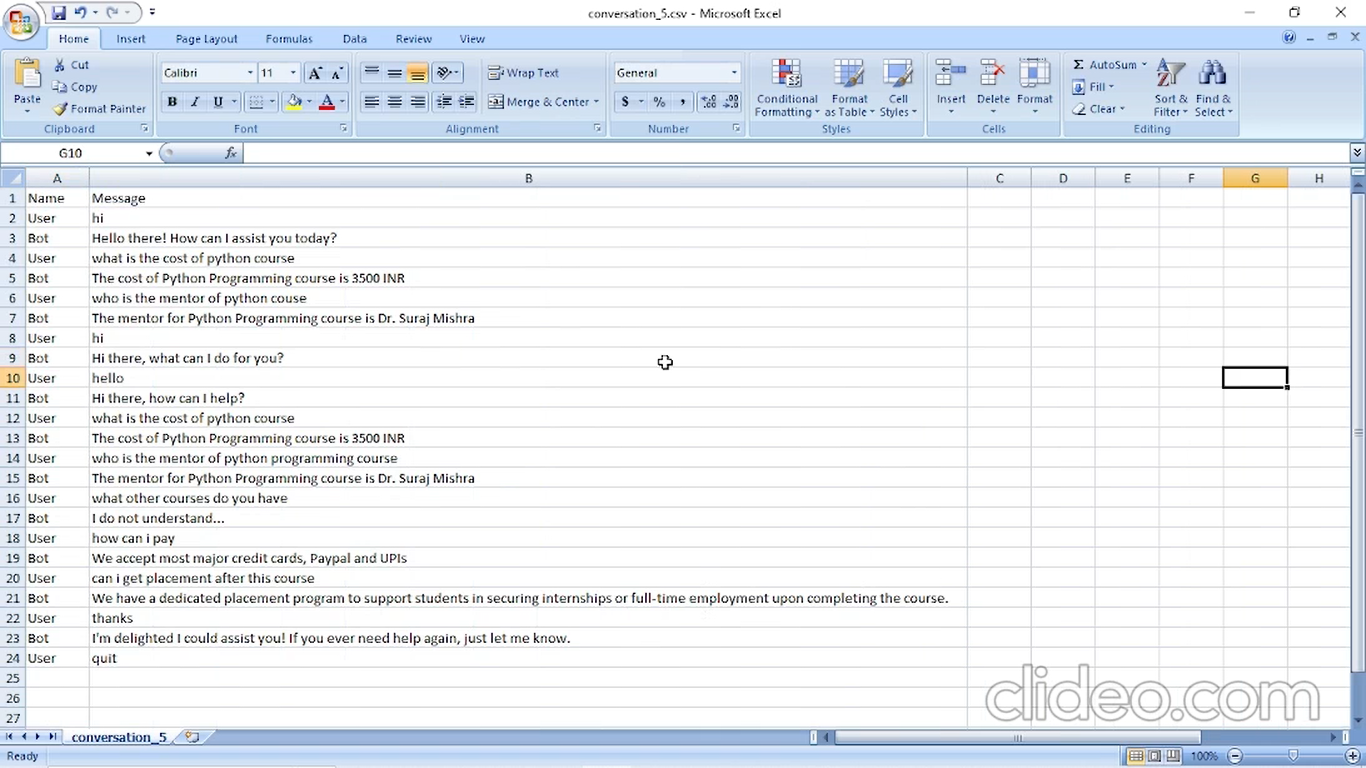 conversation_5.csv - Microsoft Excel
Home Insert Page Layout Formulas Data Review View
Paste Cut Copy Format Painter Clipboard
Calibri 11 A A B I U A Font
Wrap Text Merge & Center Alignment
General $ % , Number
Conditional Formatting Format as Table Cell Styles Styles
Insert Delete Format Cells
Σ AutoSum Fill Clear Sort & Filter Find & Select Editing
G10 fx
A B C D E F G H
1 Name Message
2 User hi
3 Bot Hello there! How can I assist you today?
4 User what is the cost of python course
5 Bot The cost of Python Programming course is 3500 INR
6 User who is the mentor of python couse
7 Bot The mentor for Python Programming course is Dr. Suraj Mishra
8 User hi
9 Bot Hi there, what can I do for you?
10 User hello
11 Bot Hi there, how can I help?
12 User what is the cost of python course
13 Bot The cost of Python Programming course is 3500 INR
14 User who is the mentor of python programming course
15 Bot The mentor for Python Programming course is Dr. Suraj Mishra
16 User what other courses do you have
17 Bot I do not understand...
18 User how can i pay
19 Bot We accept most major credit cards, Paypal and UPIs
20 User can i get placement after this course
21 Bot We have a dedicated placement program to support students in securing internships or full-time employment upon completing the course.
22 User thanks
23 Bot I'm delighted I could assist you! If you ever need help again, just let me know.
24 User quit
25
26
27
clideo.com
conversation_5
Ready 100%